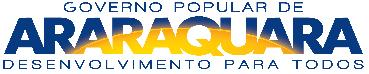 GOVERNO POPULAR DE
ARARAQUARA
DESENVOLVIMENTO PARA TODOS